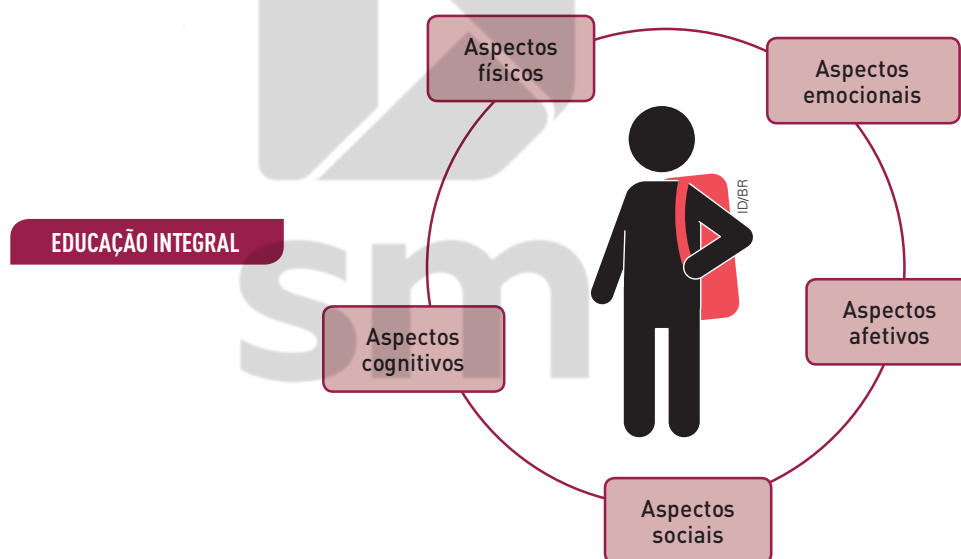 Aspectos
físicos
Aspectos
emocionais
ID/BR
EDUCAÇÃO INTEGRAL
sm
Aspectos
afetivos
Aspectos
cognitivos
Aspectos
sociais